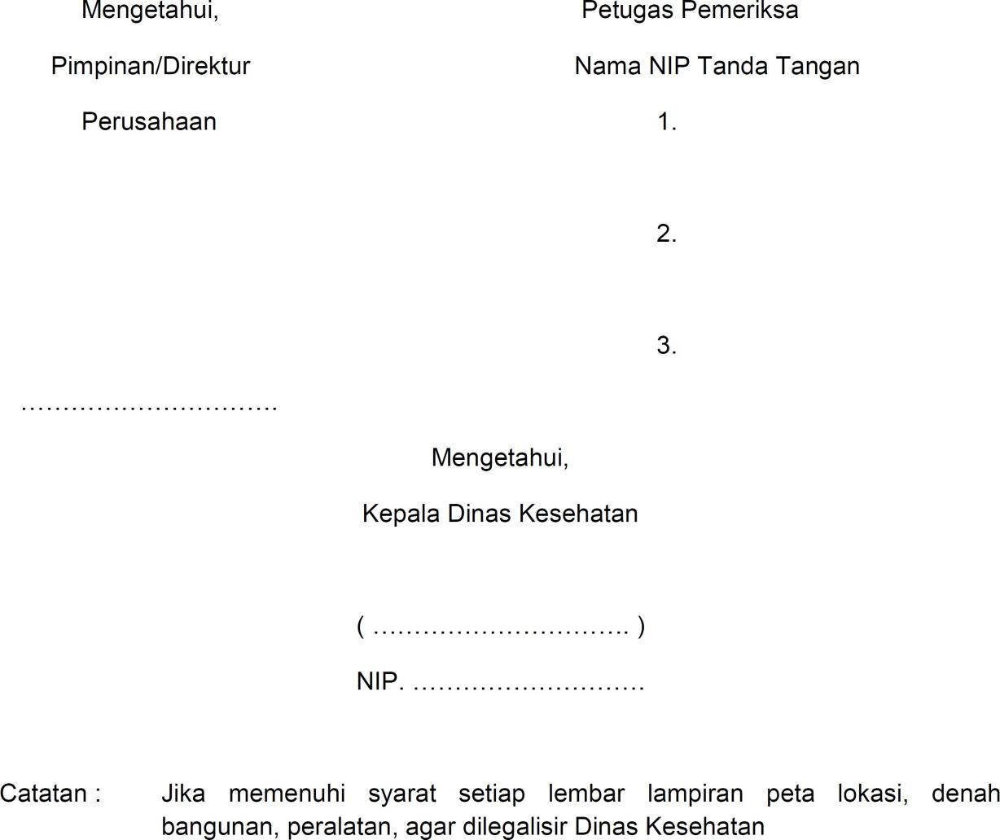 Mengetahui, Petugas Pemeriksa
Pimpinan/Direktur Nama NIP Tanda Tangan
Perusahaan 1.
2.
3.
…………………………..
Mengetahui,
Kepala Dinas Kesehatan
( ………………………….. )
NIP. ……………………….
Catatan : Jika memenuhi syarat setiap lembar lampiran peta lokasi, denah
bangunan, peralatan, agar dilegalisir Dinas Kesehatan